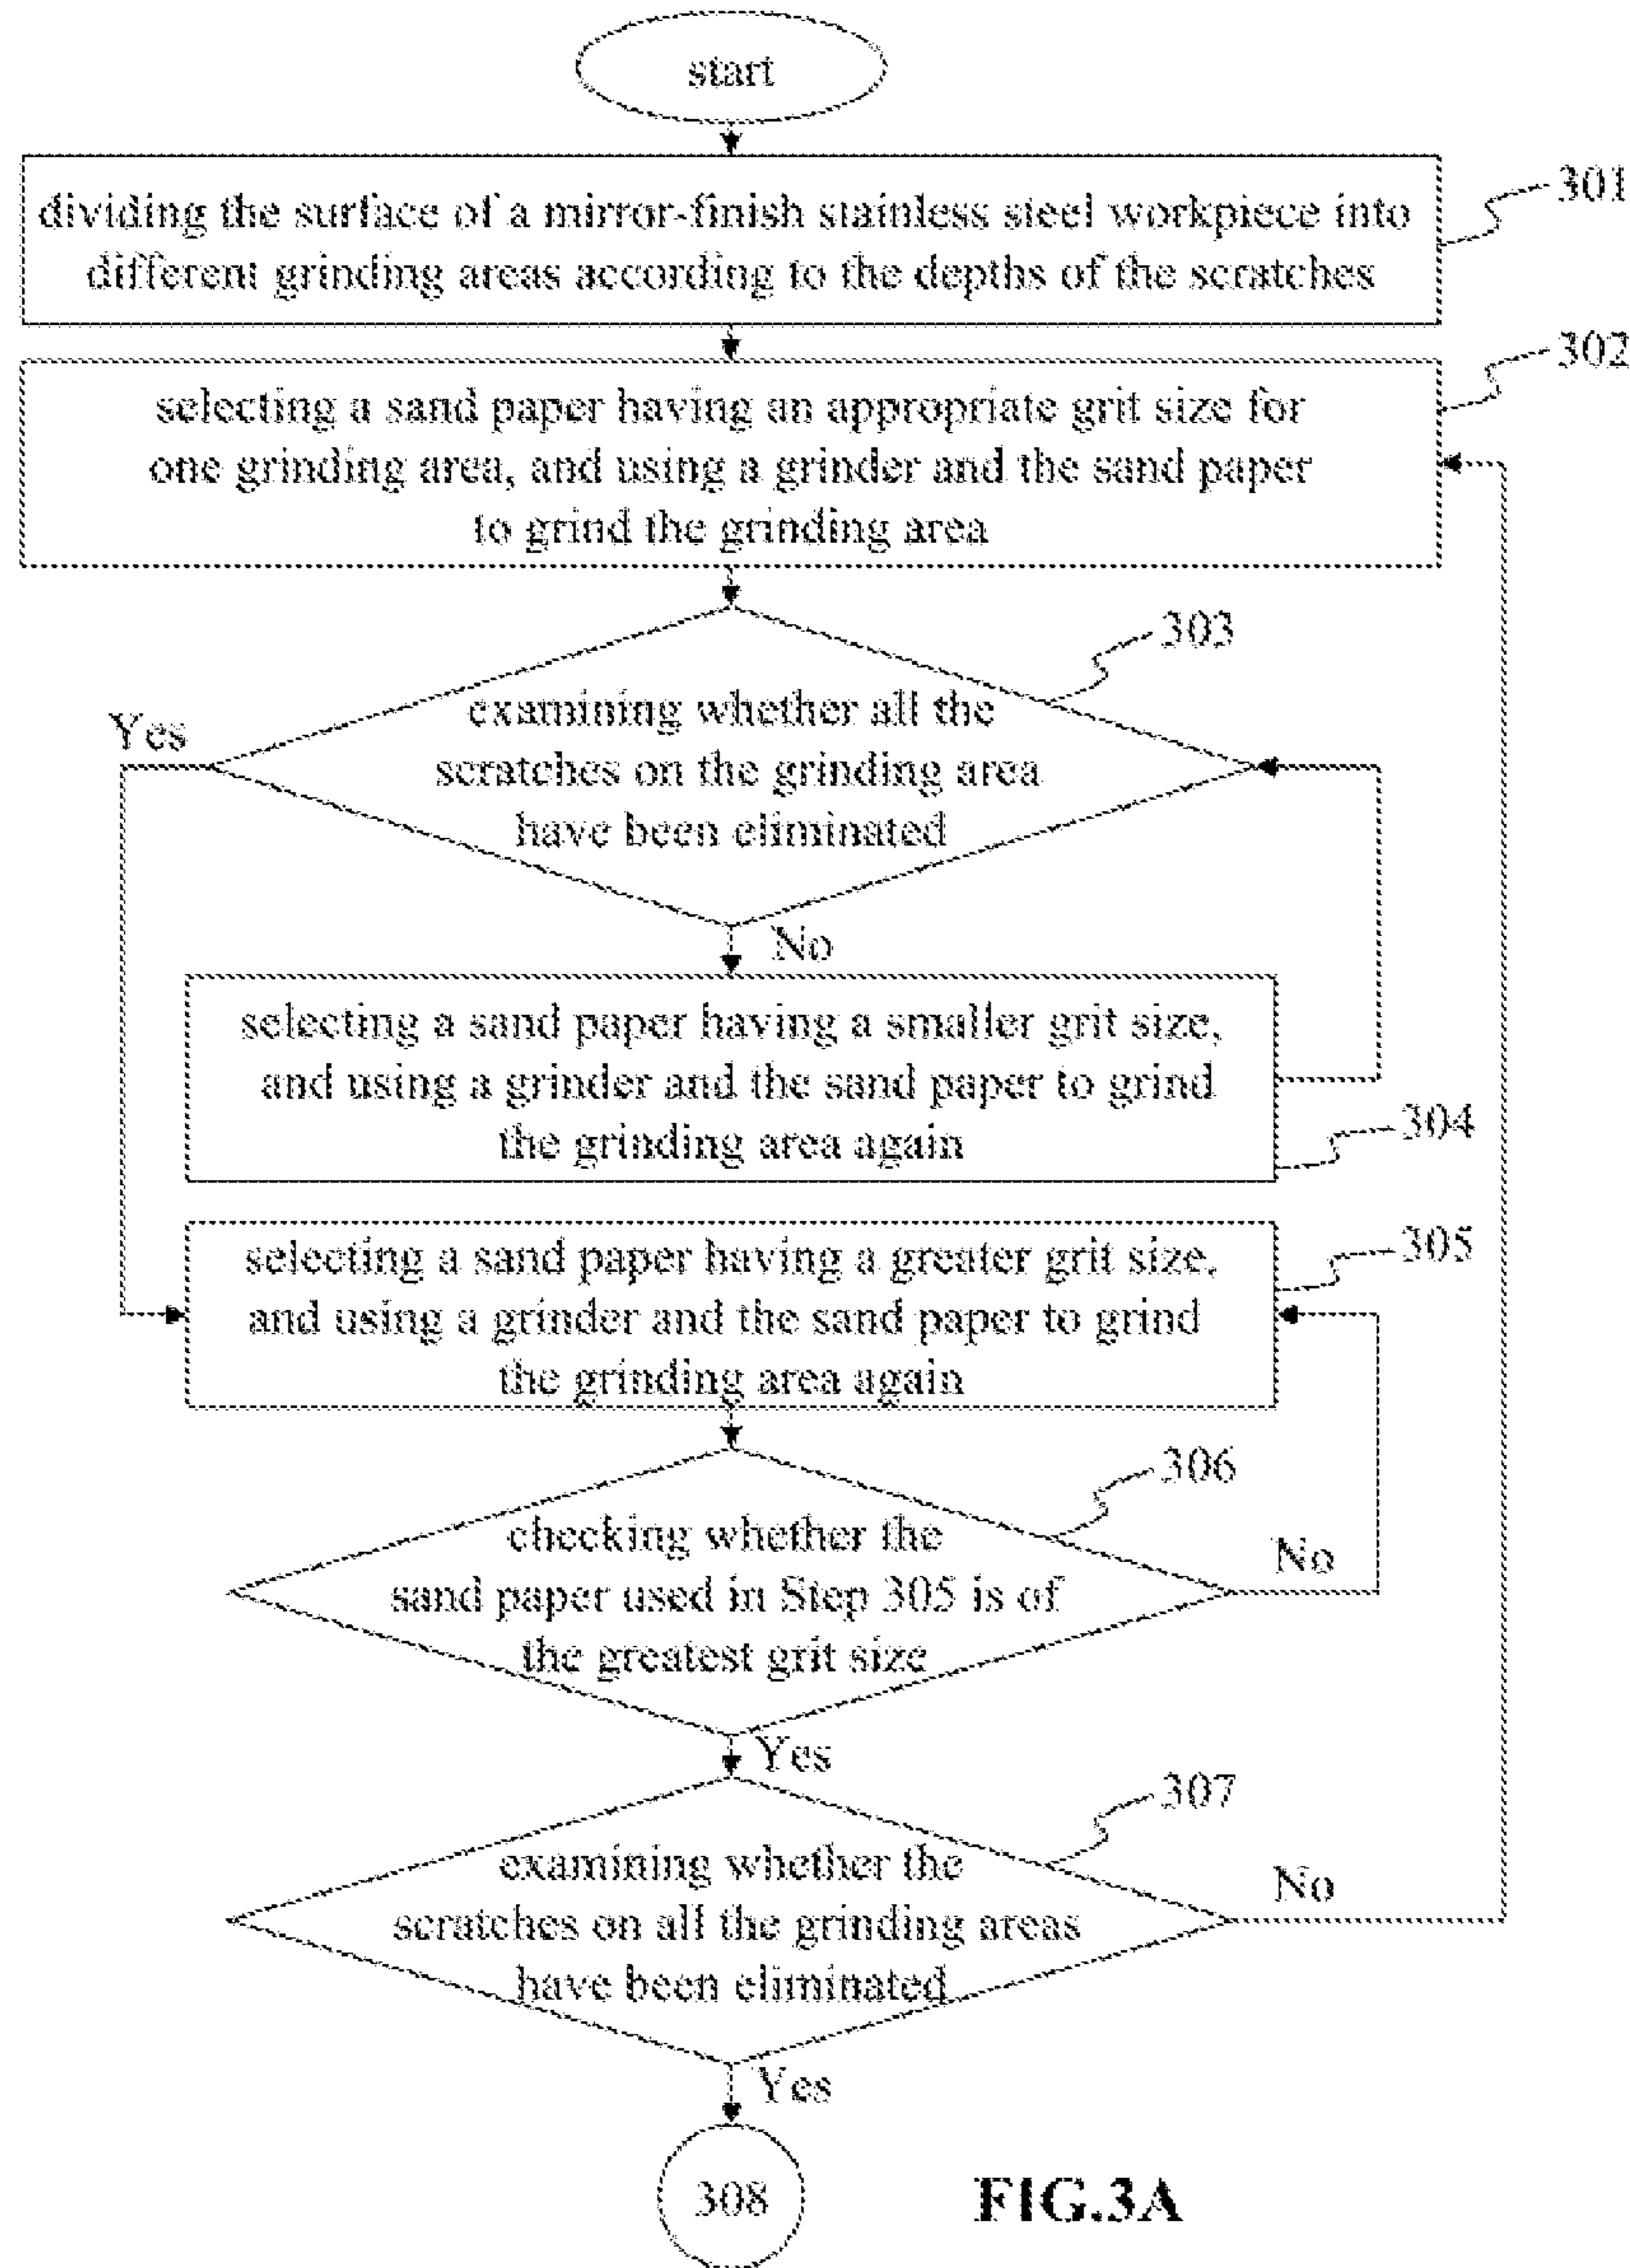 start
dividing the surface of a mirror-finish stainless steel workpiece into
different grinding areas according to the depths of the scratches
301
selecting a sand paper having an appropriate grit size for
one grinding area, and using a grinder and the sand paper
to grind the grinding area
302
303
examining whether all the
scratches on the grinding area
have been eliminated
Yes
No
selecting a sand paper having a smaller grit size,
and using a grinder and the sand paper to grind
the grinding area again
304
selecting a sand paper having a greater grit size,
and using a grinder and the sand paper to grind
the grinding area again
305
306
checking whether the
sand paper used in Step 305 is of
the greatest grit size
No
Yes
307
examining whether the
scratches on all the grinding areas
have been eliminated
No
Yes
308
FIG.3A